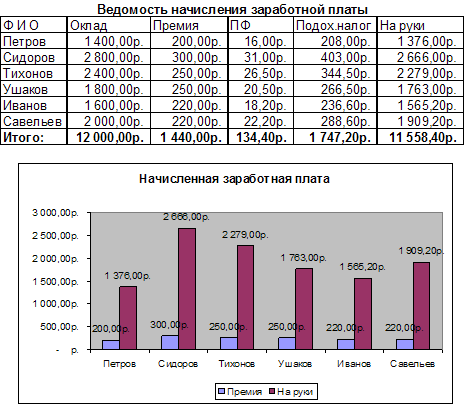 Ведомость начисления заработной платы
Ф И О Оклад Премия ПФ Подох.налог На руки
Петров 1 400,00р. 200,00р. 16,00р. 208,00р. 1 376,00р.
Сидоров 2 800,00р. 300,00р. 31,00р. 403,00р. 2 666,00р.
Тихонов 2 400,00р. 250,00р. 26,50р. 344,50р. 2 279,00р.
Ушаков 1 800,00р. 250,00р. 20,50р. 266,50р. 1 763,00р.
Иванов 1 600,00р. 220,00р. 18,20р. 236,60р. 1 565,20р.
Савельев 2 000,00р. 220,00р. 22,20р. 288,60р. 1 909,20р.
Итого: 12 000,00р. 1 440,00р. 134,40р. 1 747,20р. 11 558,40р.
Начисленная заработная плата
3 000,00р.
2 500,00р.
2 000,00р.
1 500,00р.
1 000,00р.
500,00р.
- р.
1 376,00р. 2 666,00р. 2 279,00р. 1 763,00р. 1 565,20р. 1 909,20р.
200,00р. 300,00р. 250,00р. 250,00р. 220,00р. 220,00р.
Петров Сидоров Тихонов Ушаков Иванов Савельев
Премия На руки